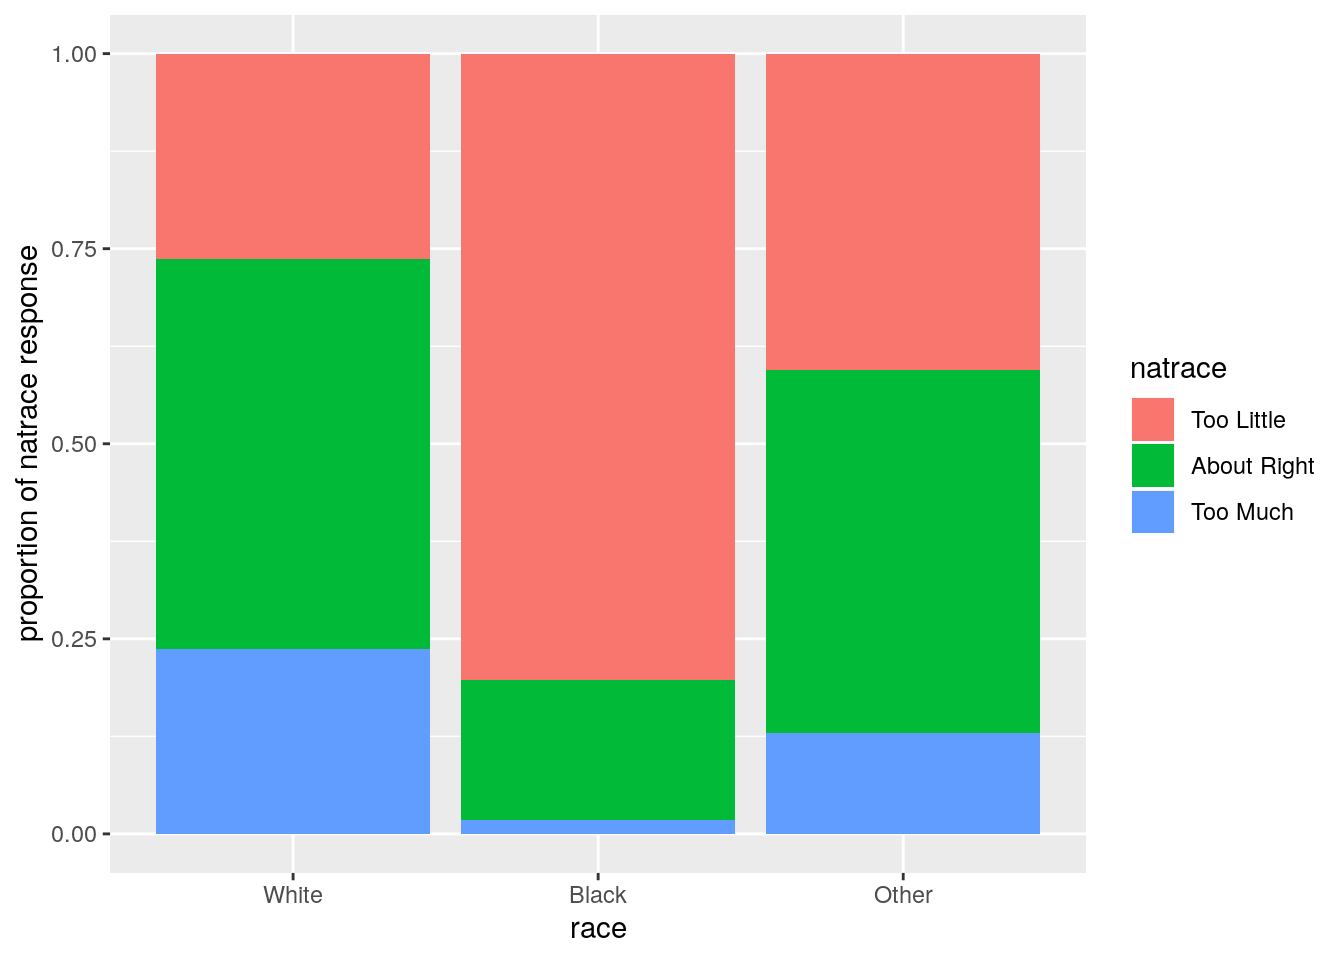 proportion of natrace response
1.00
0.75
0.50
0.25
0.00
White
Black
Other
race
natrace
Too Little
About Right
Too Much